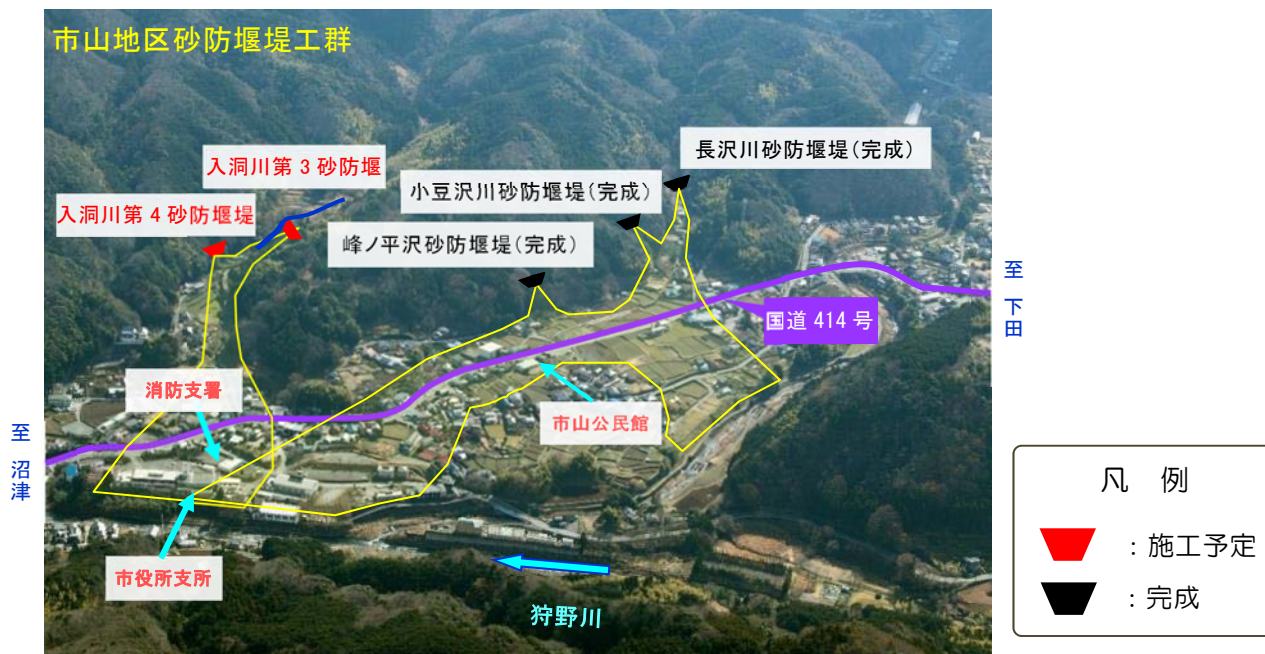 市山地区砂防堰堤工群
長沢川砂防堰堤(完成)
入洞川第３砂防堰
小豆沢川砂防堰堤(完成)
入洞川第４砂防堰堤
峰ノ平沢砂防堰堤(完成)
至 下田
国道 414 号
消防支署
市山公民館
至 沼津
凡 例
：施工予定
：完成
市役所支所
狩野川